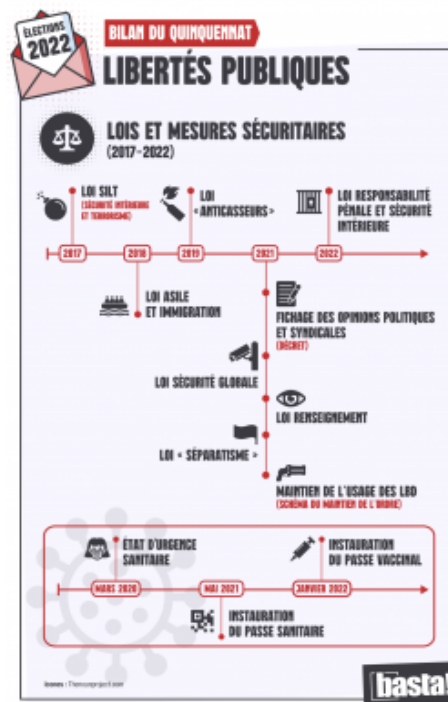 ÉLECTIONS
2022
BILAN DU QUINQUENNAT
LIBERTÉS PUBLIQUES
LOIS ET MESURES SÉCURITAIRES
(2017-2022)
LOI SILT
(SÉCURITÉ INTÉRIEURE
ET TERRORISME)
LOI
« ANTICASSEURS »
LOI RESPONSABILITÉ
PÉNALE ET SÉCURITÉ
INTÉRIEURE
2017
2018
2019
2021
2022
LOI ASILE
ET IMMIGRATION
FICHAGE DES OPINIONS POLITIQUES
ET SYNDICALES
(DÉCRET)
LOI SÉCURITÉ GLOBALE
LOI RENSEIGNEMENT
LOI « SÉPARATISME »
MAINTIEN DE L'USAGE DES LBD
(SCHÉMA DU MAINTIEN DE L'ORDRE)
ÉTAT D'URGENCE
SANITAIRE
INSTAURATION
DU PASSE VACCINAL
MARS 2020
MAI 2021
JANVIER 2022
INSTAURATION
DU PASSE SANITAIRE
Icones : Thenounproject.com
basta!